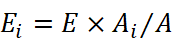 E_i = E × A_i/A